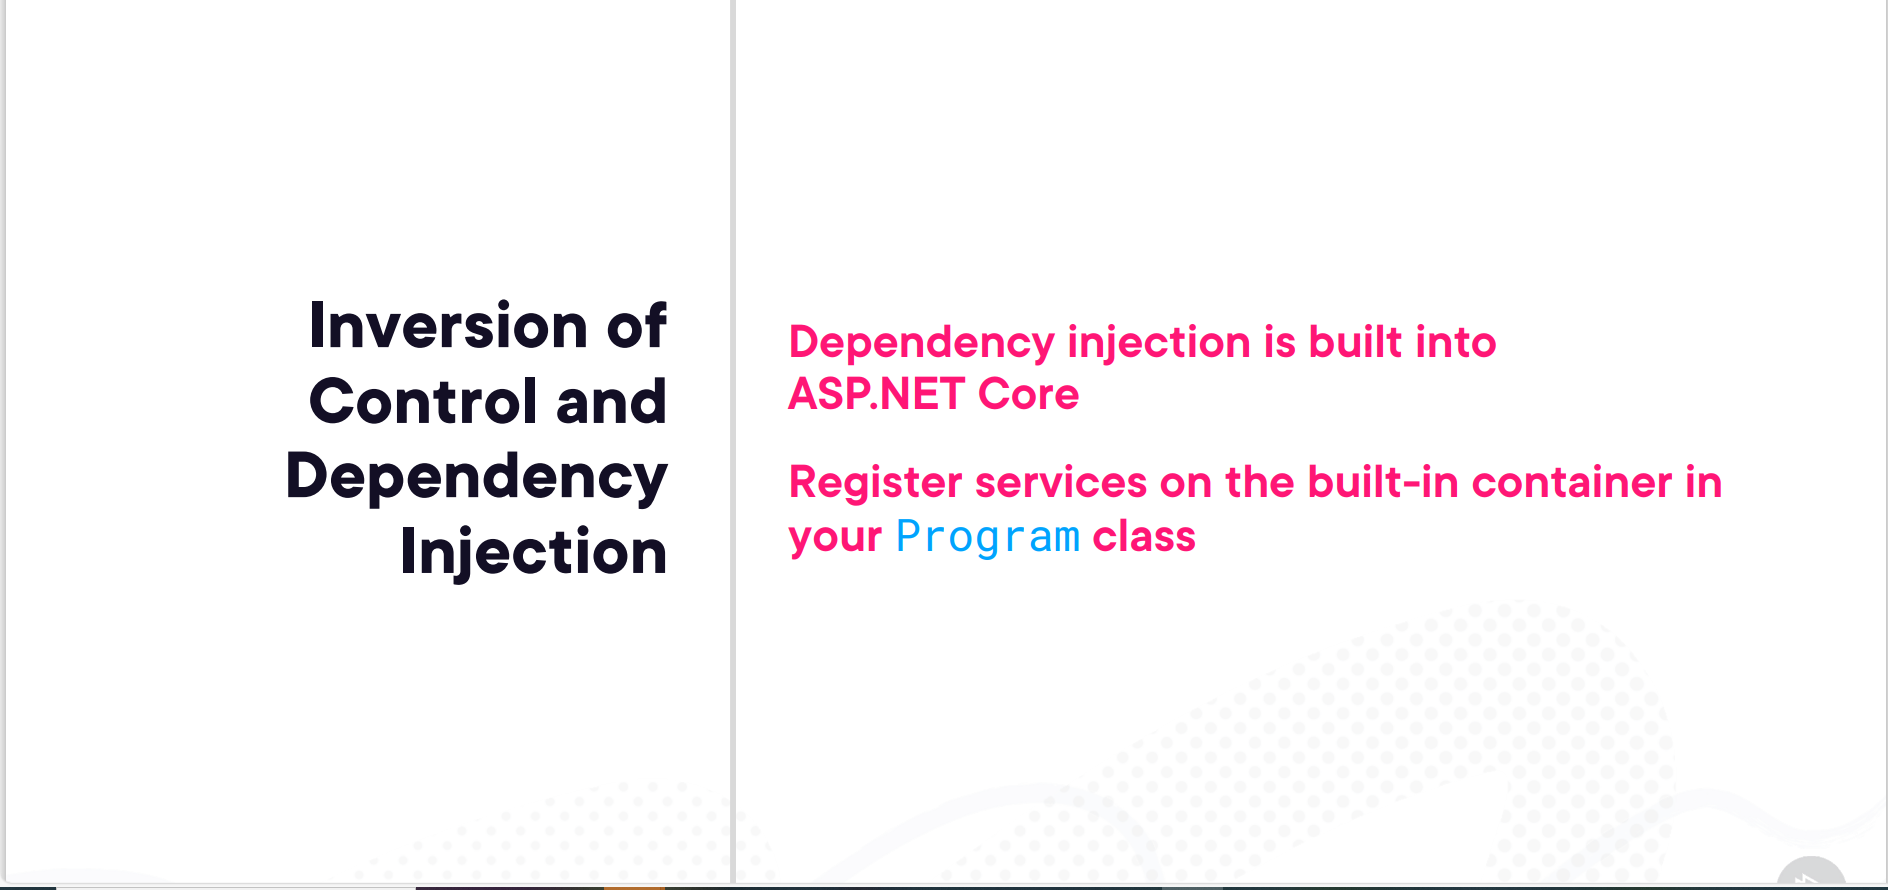 Inversion of
Control and
Dependency
Injection
Dependency injection is built into
ASP.NET Core
Register services on the built-in container in
your Program class